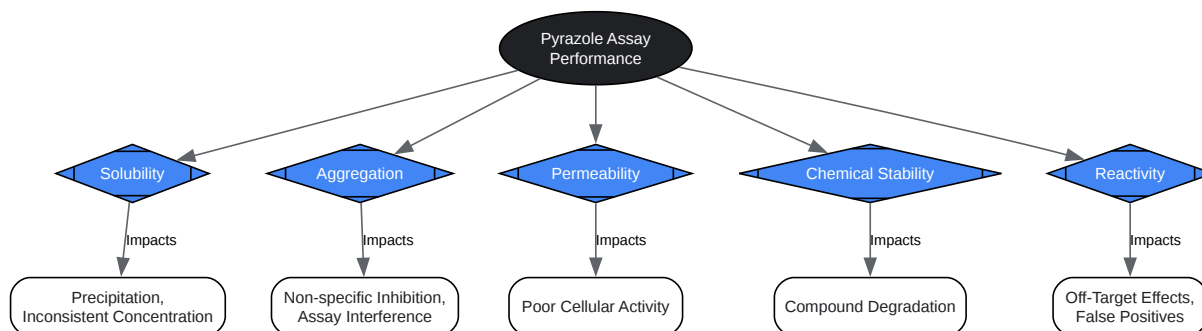 Pyrazole Assay
Performance
Solubility
Aggregation
Permeability
Chemical Stability
Reactivity
Impacts
Impacts
Impacts
Impacts
Impacts
Precipitation,
Inconsistent Concentration
Non-specific Inhibition,
Assay Interference
Poor Cellular Activity
Compound Degradation
Off-Target Effects,
False Positives